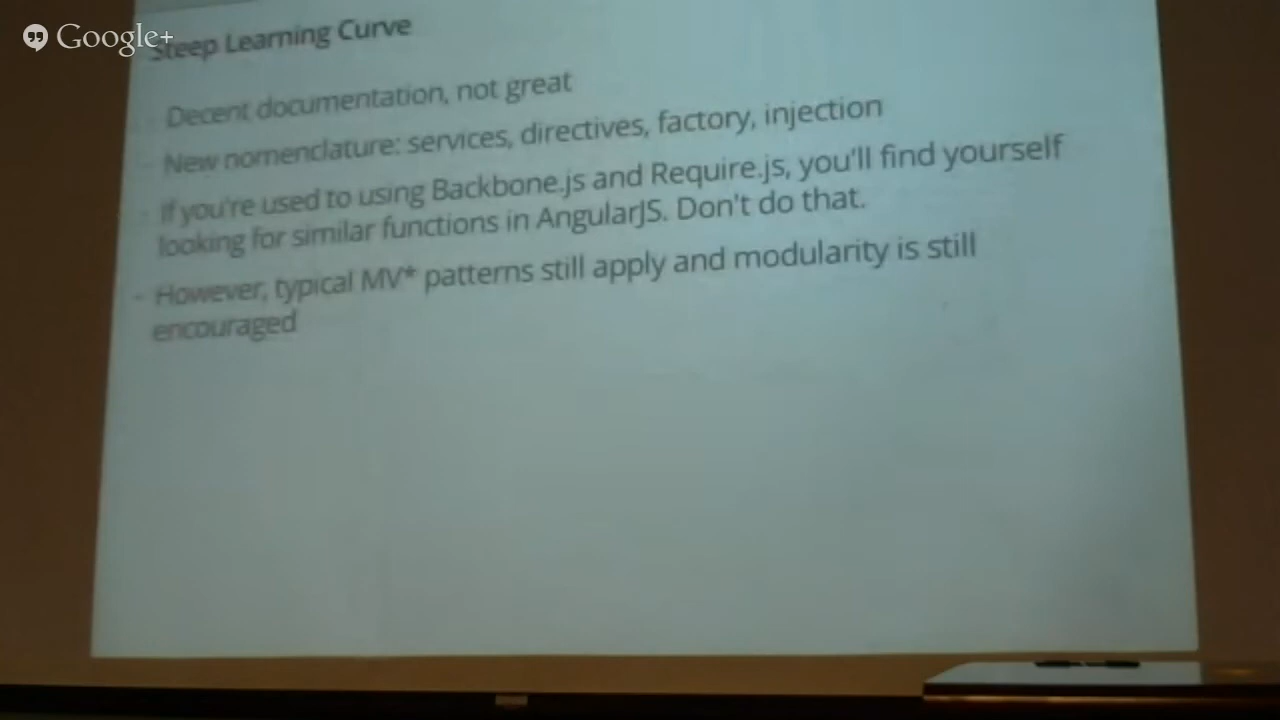 Google+
Steep Learning Curve
- Decent documentation, not great
- New nomenclature: services, directives, factory, injection
- If you're used to using Backbone.js and Require.js, you'll find yourself
looking for similar functions in AngularJS. Don't do that.
- However, typical MV* patterns still apply and modularity is still
encouraged